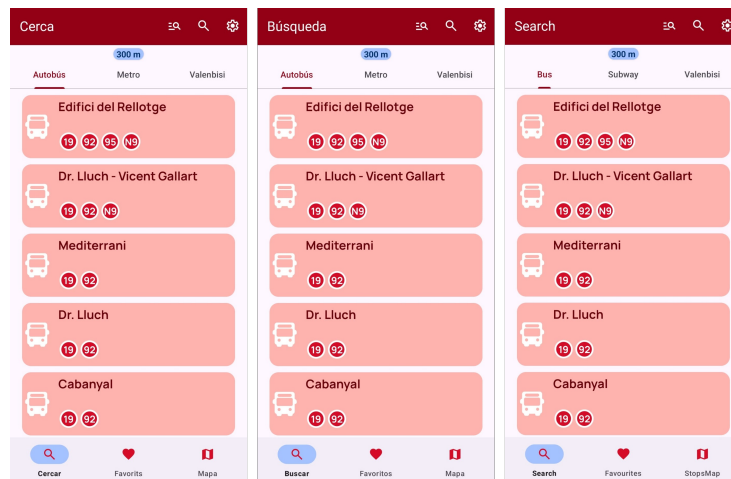 Cerca
300 m
Autobús Metro Valenbisi
Edifici del Rellotge
19 92 95 N9
Dr. Lluch - Vicent Gallart
19 92 N9
Mediterrani
19 92
Dr. Lluch
19 92
Cabanyal
19 92
Cercar Favorits Mapa
Búsqueda
300 m
Autobús Metro Valenbisi
Edifici del Rellotge
19 92 95 N9
Dr. Lluch - Vicent Gallart
19 92 N9
Mediterrani
19 92
Dr. Lluch
19 92
Cabanyal
19 92
Buscar Favoritos Mapa
Search
300 m
Bus Subway Valenbisi
Edifici del Rellotge
19 92 95 N9
Dr. Lluch - Vicent Gallart
19 92 N9
Mediterrani
19 92
Dr. Lluch
19 92
Cabanyal
19 92
Search Favourites StopsMap